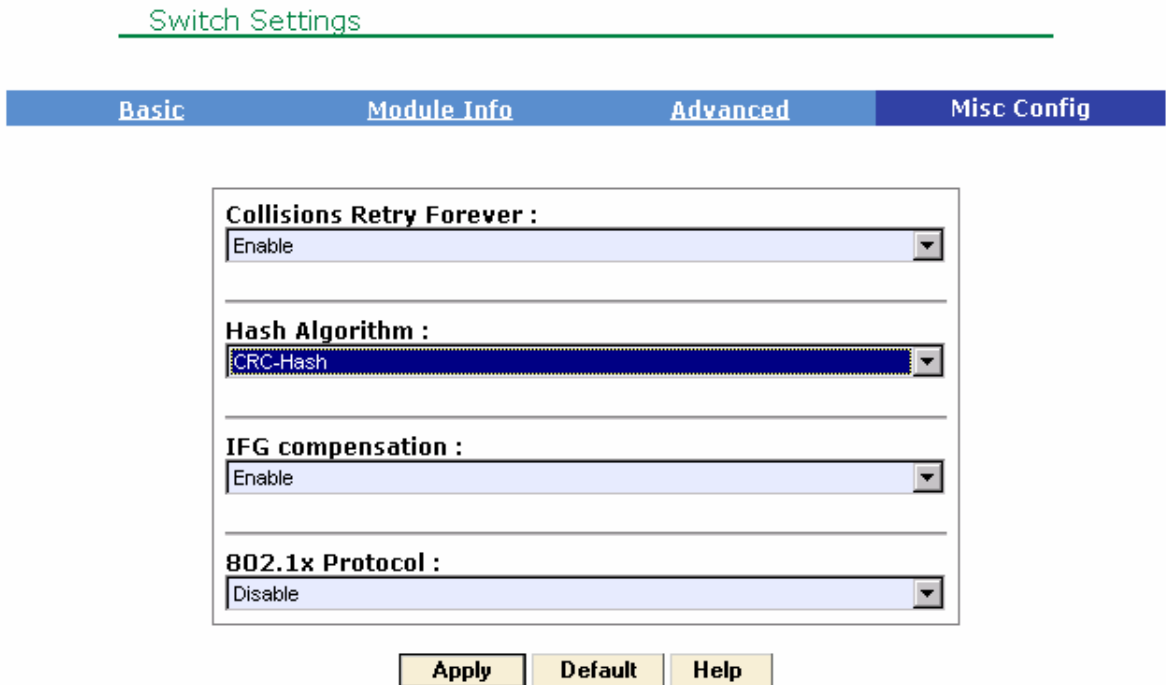 Switch Settings
Basic Module Info Advanced Misc Config
Collisions Retry Forever :
Enable
Hash Algorithm :
CRC-Hash
IFG compensation :
Enable
802.1x Protocol :
Disable
Apply Default Help